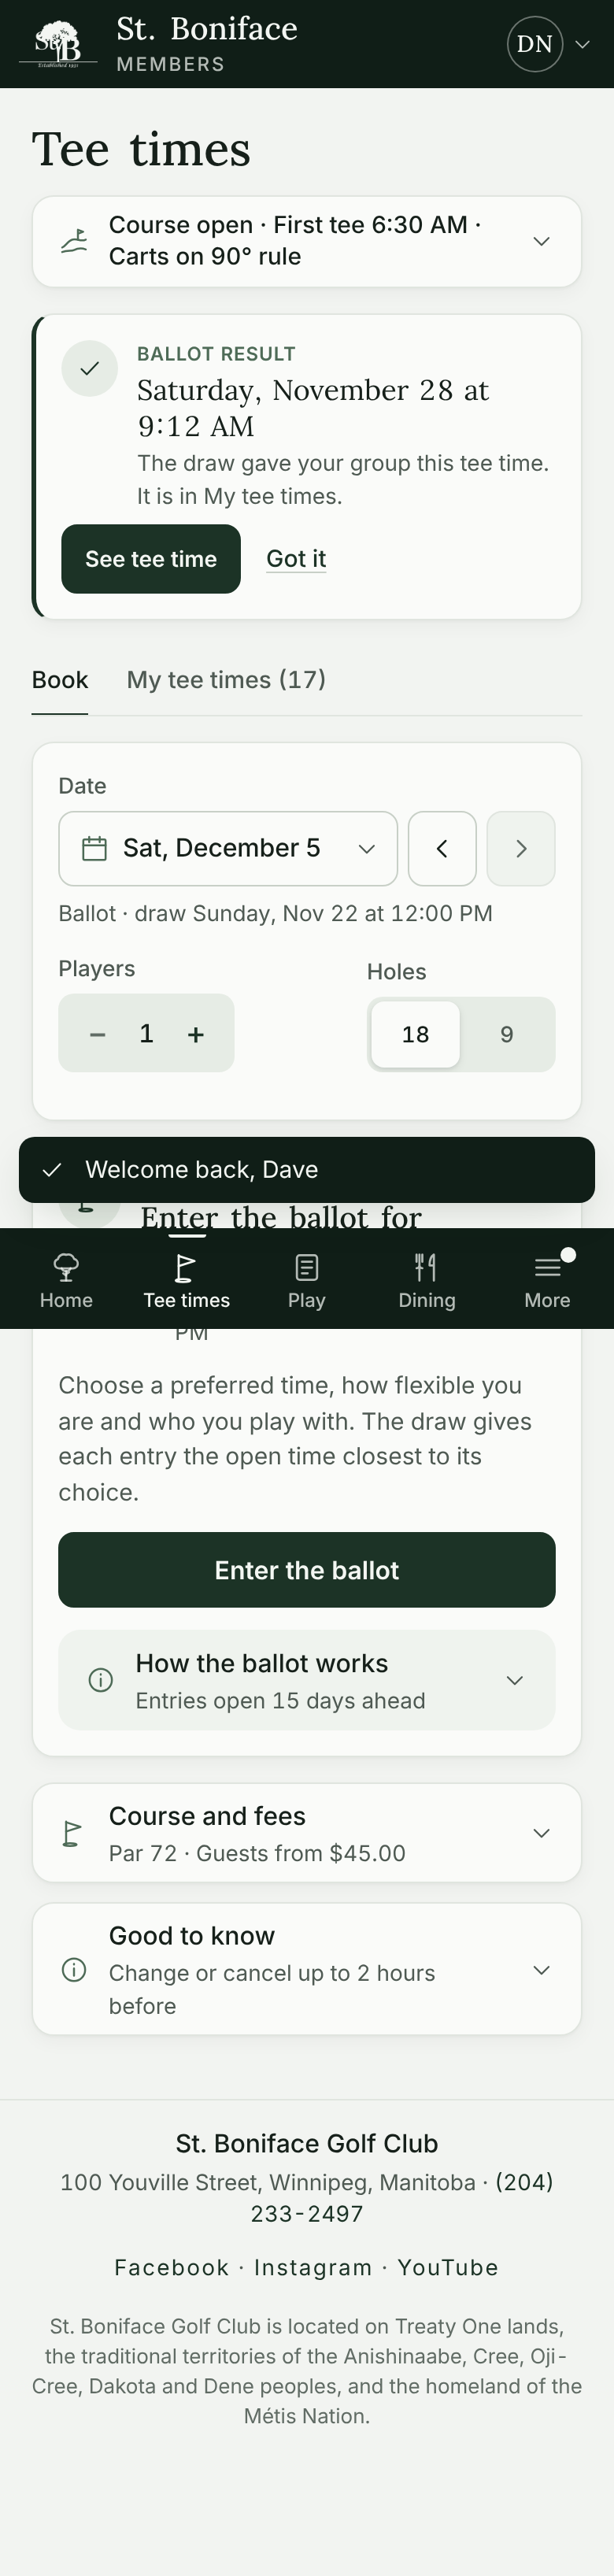 StB
Established 1931
St. Boniface
MEMBERS
DN
Tee times
Course open · First tee 6:30 AM ·
Carts on 90° rule
BALLOT RESULT
Saturday, November 28 at
9:12 AM
The draw gave your group this tee time.
It is in My tee times.
See tee time
Got it
Book
My tee times (17)
Date
Sat, December 5
Ballot · draw Sunday, Nov 22 at 12:00 PM
Players
Holes
− 1 +
18
9
Welcome back, Dave
Enter the ballot for
Home
Tee times
Play
Dining
More
PM
Choose a preferred time, how flexible you
are and who you play with. The draw gives
each entry the open time closest to its
choice.
Enter the ballot
How the ballot works
Entries open 15 days ahead
Course and fees
Par 72 · Guests from $45.00
Good to know
Change or cancel up to 2 hours
before
St. Boniface Golf Club
100 Youville Street, Winnipeg, Manitoba · (204)
233-2497
Facebook · Instagram · YouTube
St. Boniface Golf Club is located on Treaty One lands,
the traditional territories of the Anishinaabe, Cree, Oji-
Cree, Dakota and Dene peoples, and the homeland of the
Métis Nation.